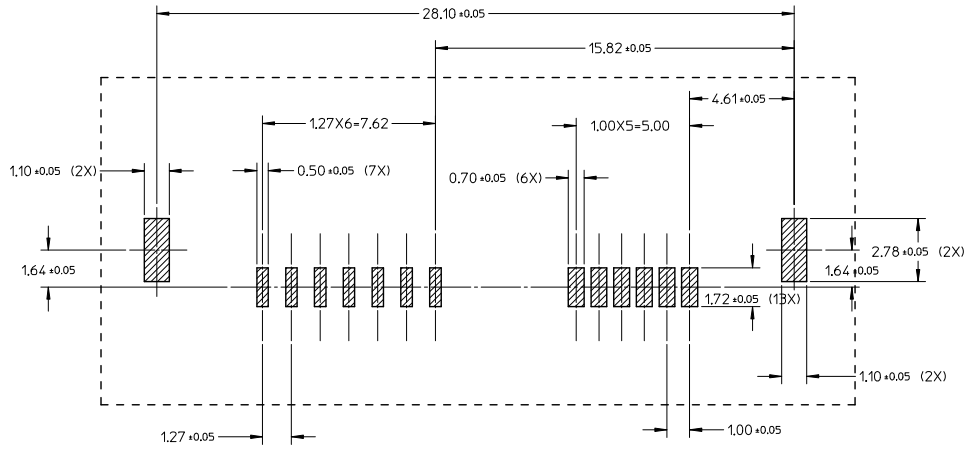 28.10 ±0.05
15.82 ±0.05
4.61 ±0.05
1.27X6=7.62
1.00X5=5.00
1.10 ±0.05 (2X)
0.50 ±0.05 (7X)
0.70 ±0.05 (6X)
2.78 ±0.05 (2X)
1.64 ±0.05
1.64 ±0.05
1.72 ±0.05 (13X)
1.10 ±0.05 (2X)
1.27 ±0.05
1.00 ±0.05